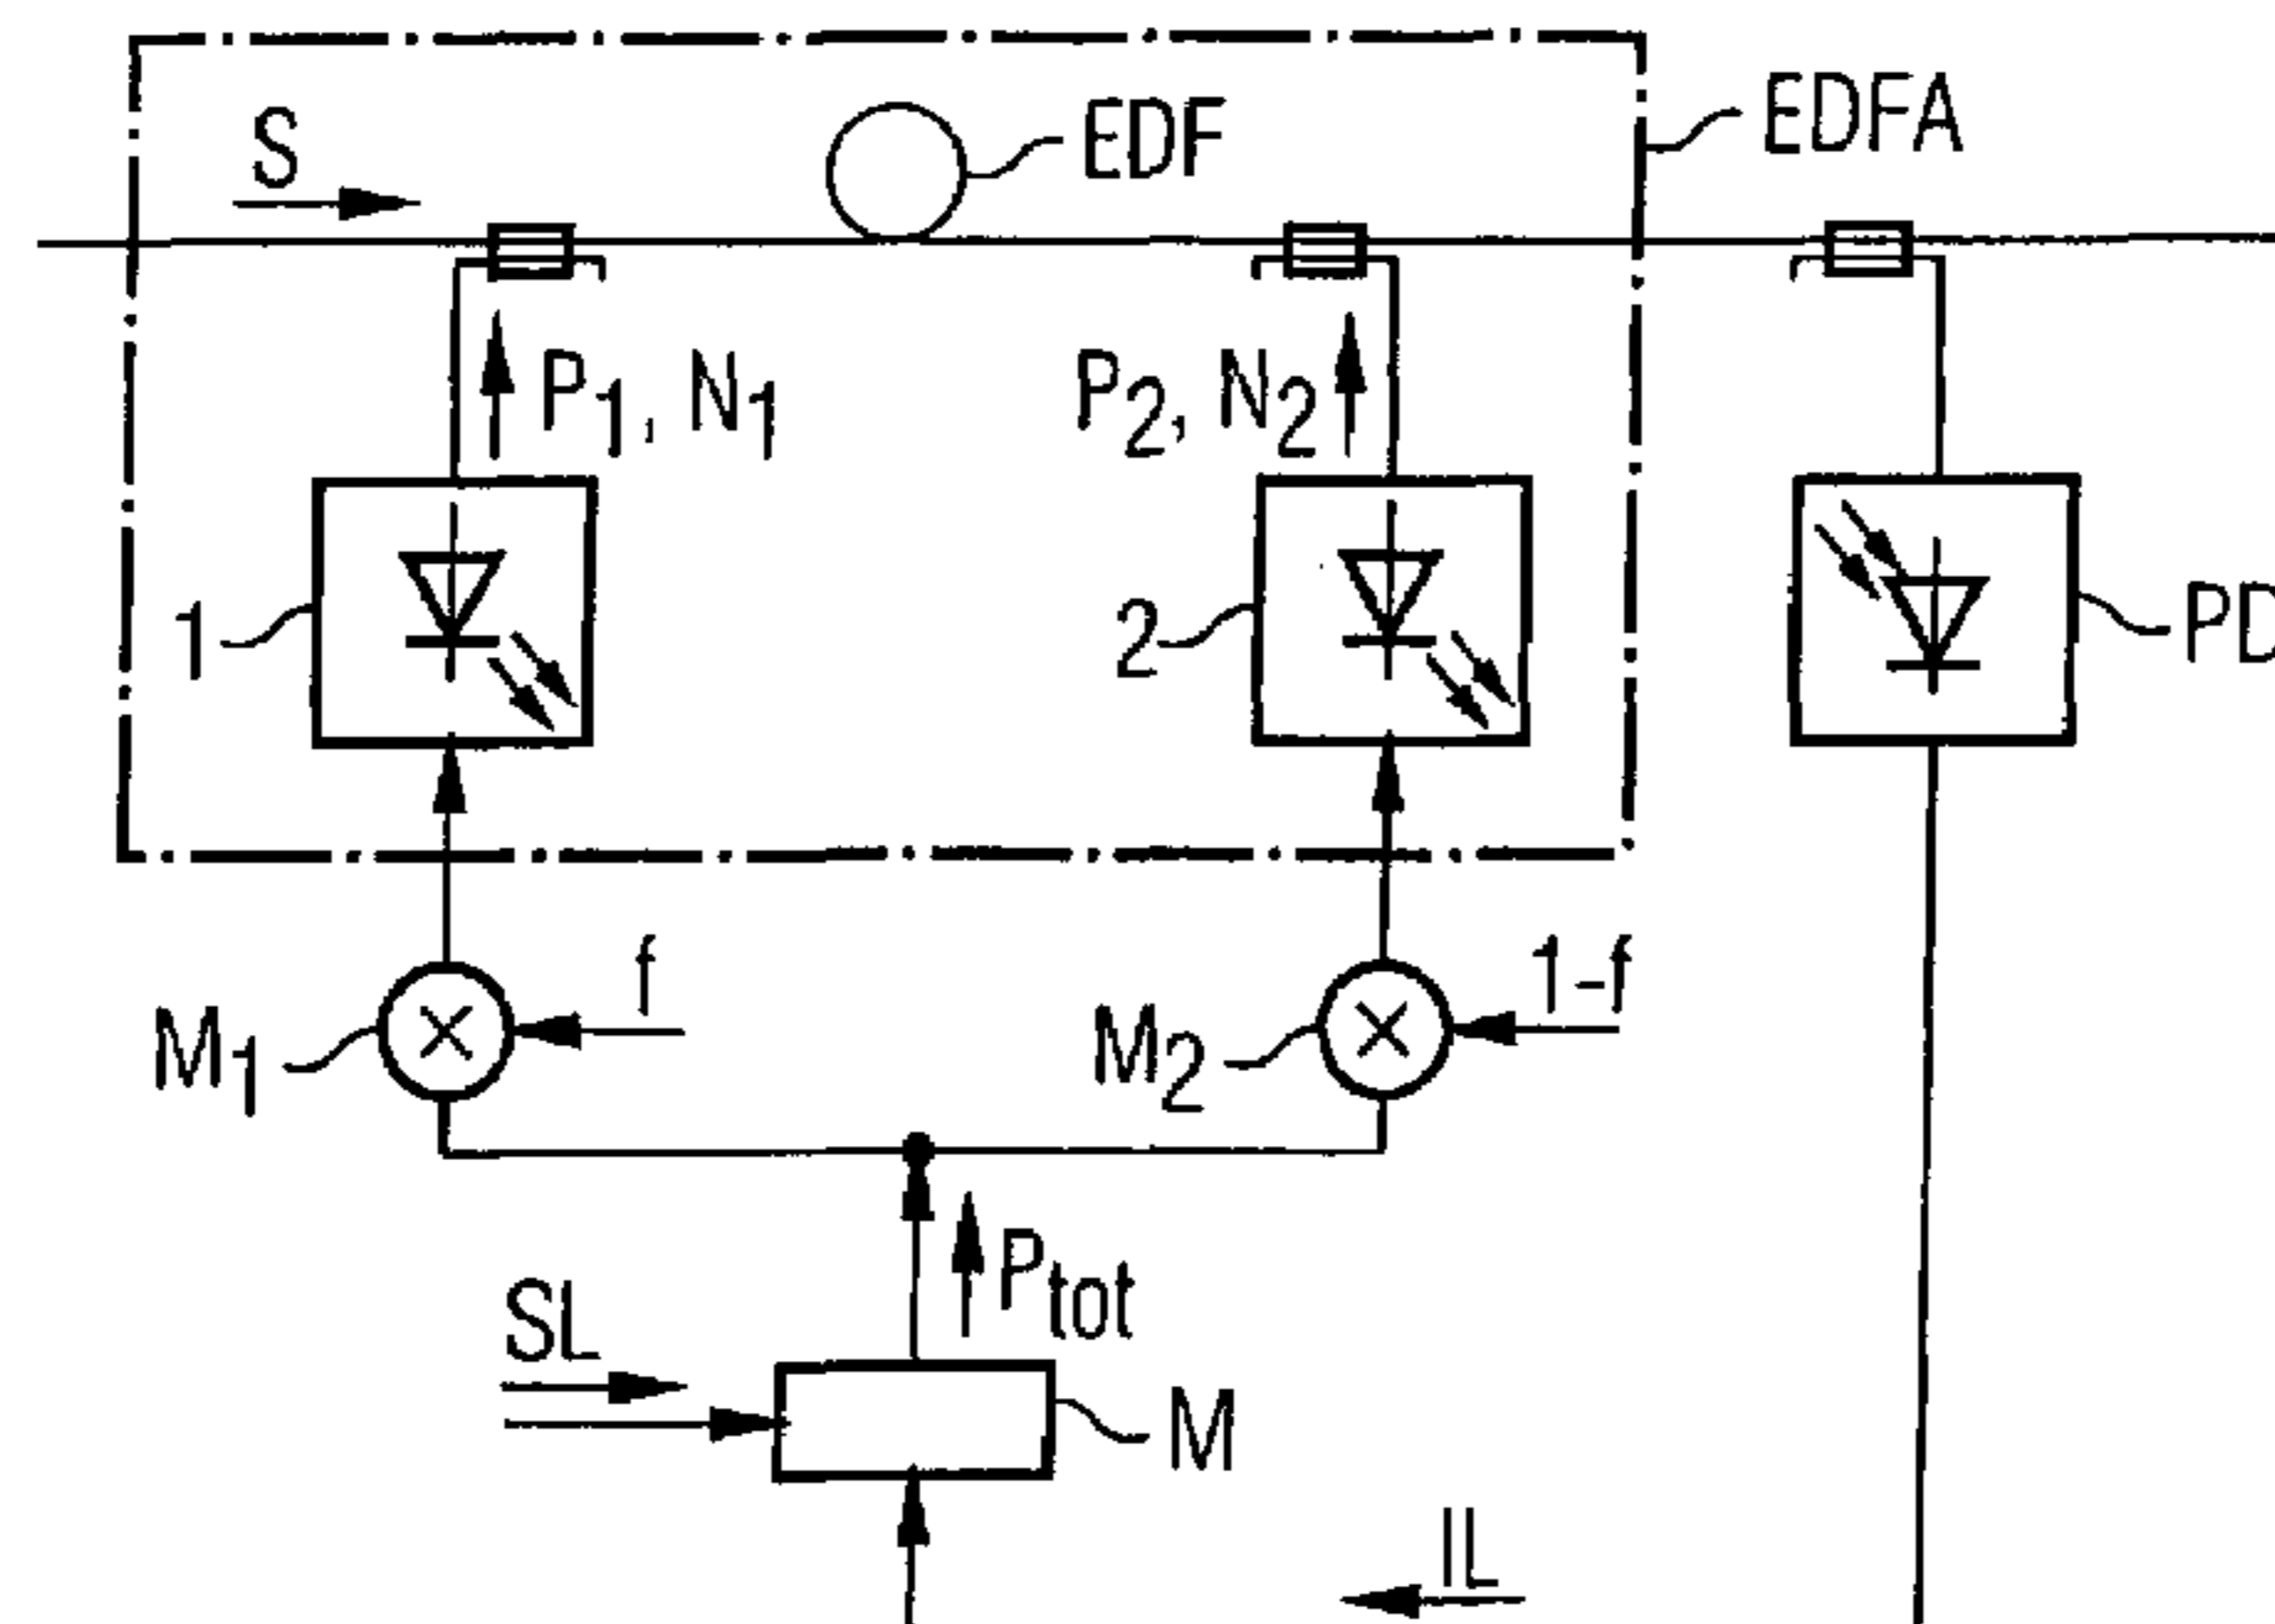 S
EDF
EDFA
P1, N1
P2, N2
1
2
PD
f
1-f
M1
M2
Ptot
SL
M
IL